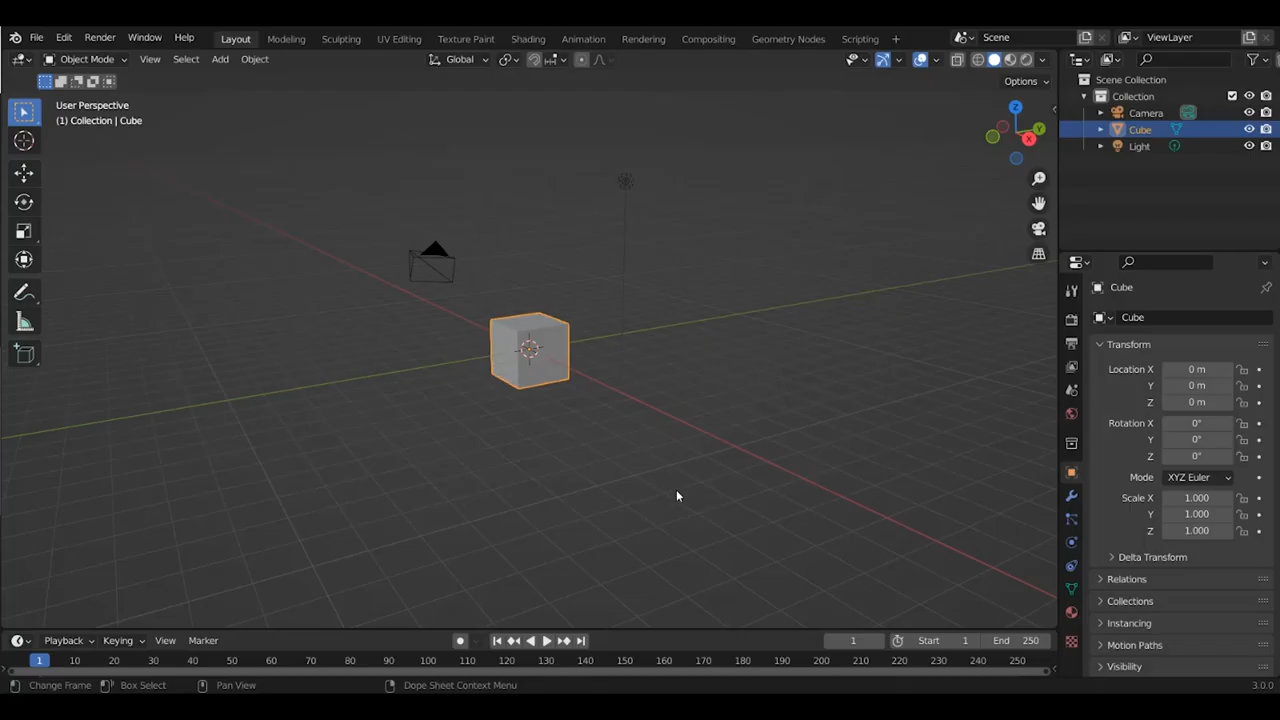 File Edit Render Window Help Layout Modeling Sculpting UV Editing Texture Paint Shading Animation Rendering Compositing Geometry Nodes Scripting + Scene ViewLayer
Object Mode View Select Add Object Global
Options
User Perspective
(1) Collection | Cube
Z
Y
X
Scene Collection
Collection
Camera
Cube
Light
Cube
Cube
Transform
Location X 0 m
Y 0 m
Z 0 m
Rotation X 0°
Y 0°
Z 0°
Mode XYZ Euler
Scale X 1.000
Y 1.000
Z 1.000
Delta Transform
Relations
Collections
Instancing
Motion Paths
Visibility
Playback Keying View Marker 1 Start 1 End 250
1 10 20 30 40 50 60 70 80 90 100 110 120 130 140 150 160 170 180 190 200 210 220 230 240 250
Change Frame Box Select Pan View Dope Sheet Context Menu 3.0.0